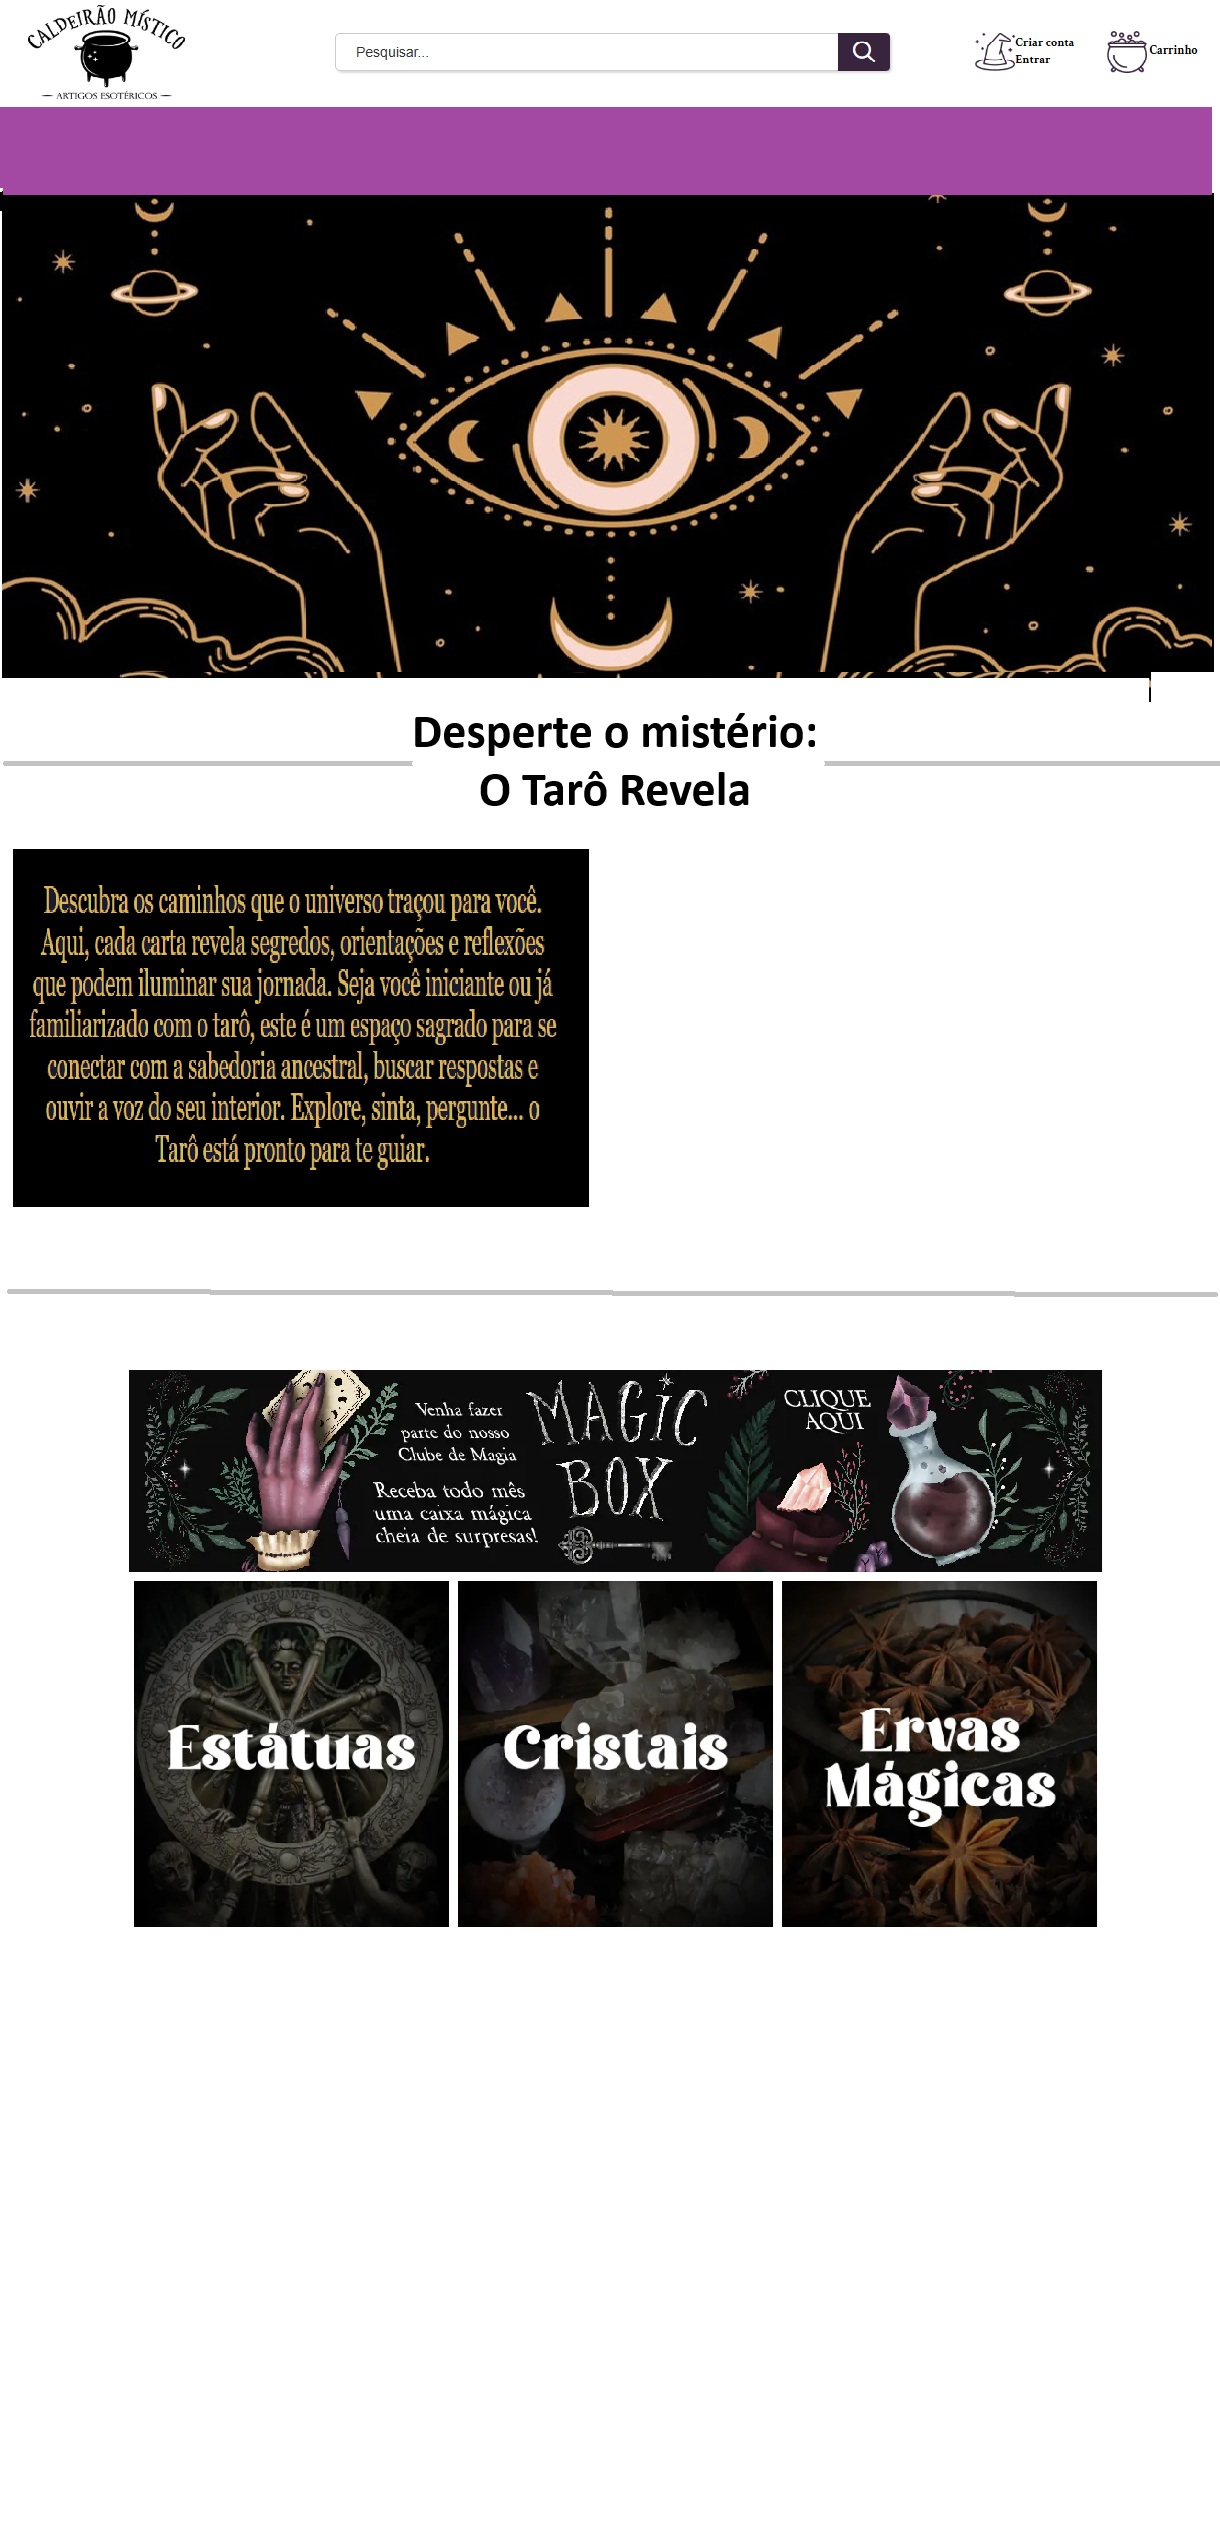 CALDEIRÃO MÍSTICO
ARTIGOS ESOTÉRICOS
Pesquisar...
Criar conta
Entrar
Carrinho
Desperte o mistério:
O Tarô Revela
Descubra os caminhos que o universo traçou para você.
Aqui, cada carta revela segredos, orientações e reflexões
que podem iluminar sua jornada. Seja você iniciante ou já
familiarizado com o tarô, este é um espaço sagrado para se
conectar com a sabedoria ancestral, buscar respostas e
ouvir a voz do seu interior. Explore, sinta, pergunte... o
Tarô está pronto para te guiar.
Venha fazer
parte do nosso
Clube de Magia
Receba todo mês
uma caixa mágica
cheia de surpresas!
MAGIC
BOX
CLIQUE
AQUI
MIDSUMMER
Estátuas
Cristais
Ervas
Mágicas